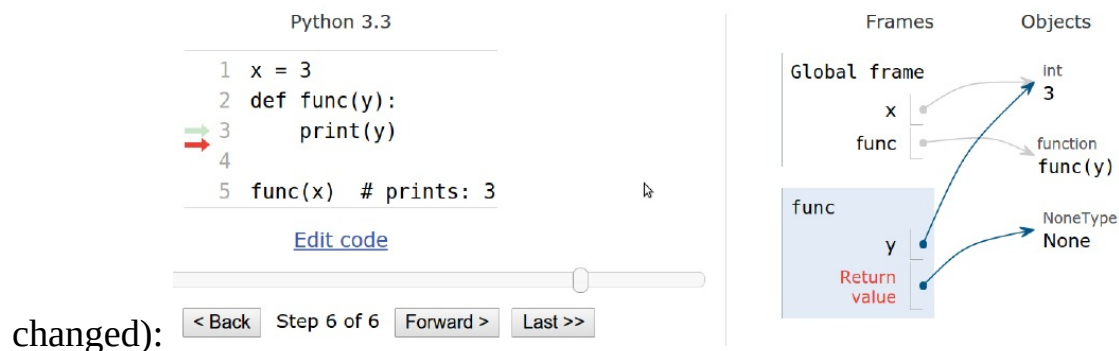 Python 3.3
1 x = 3
2 def func(y):
3     print(y)
4
5 func(x)  # prints: 3
Edit code
< Back Step 6 of 6 Forward > Last >>
changed):
Frames Objects
Global frame
x
func
int
3
function
func(y)
func
y
Return
value
NoneType
None